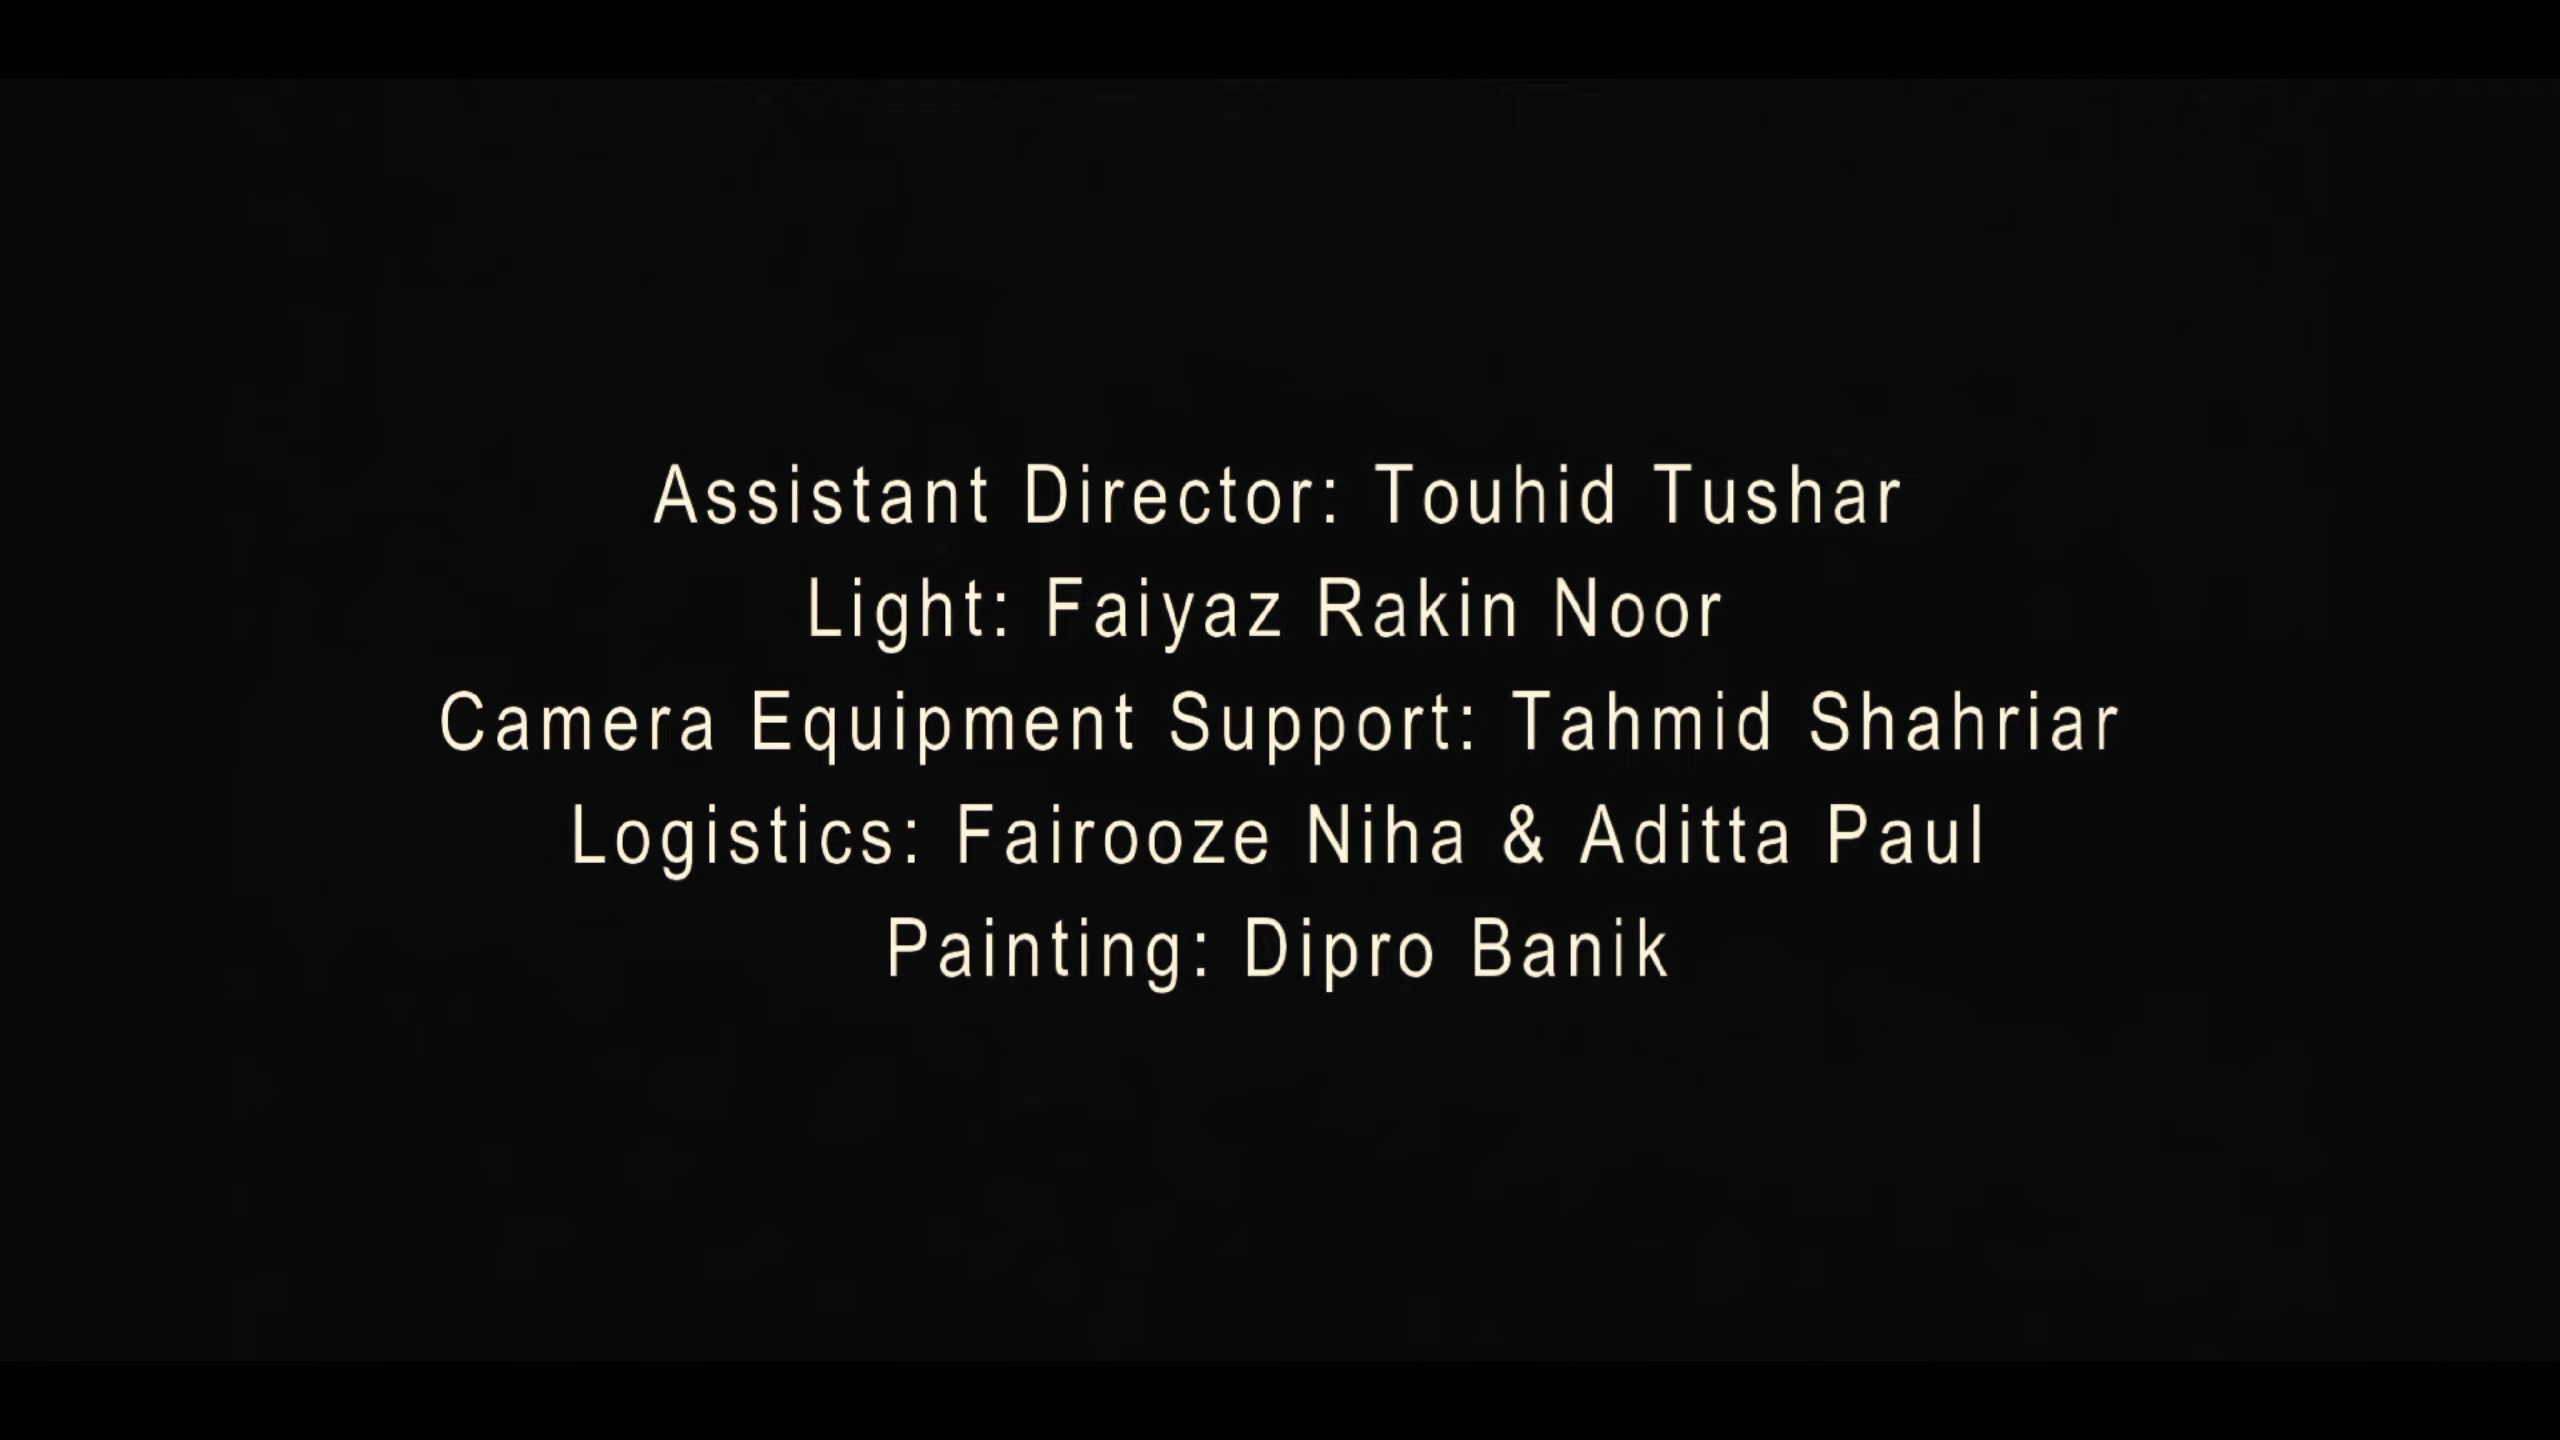 Assistant Director: Touhid Tushar
Light: Faiyaz Rakin Noor
Camera Equipment Support: Tahmid Shahriar
Logistics: Fairooze Niha & Aditta Paul
Painting: Dipro Banik